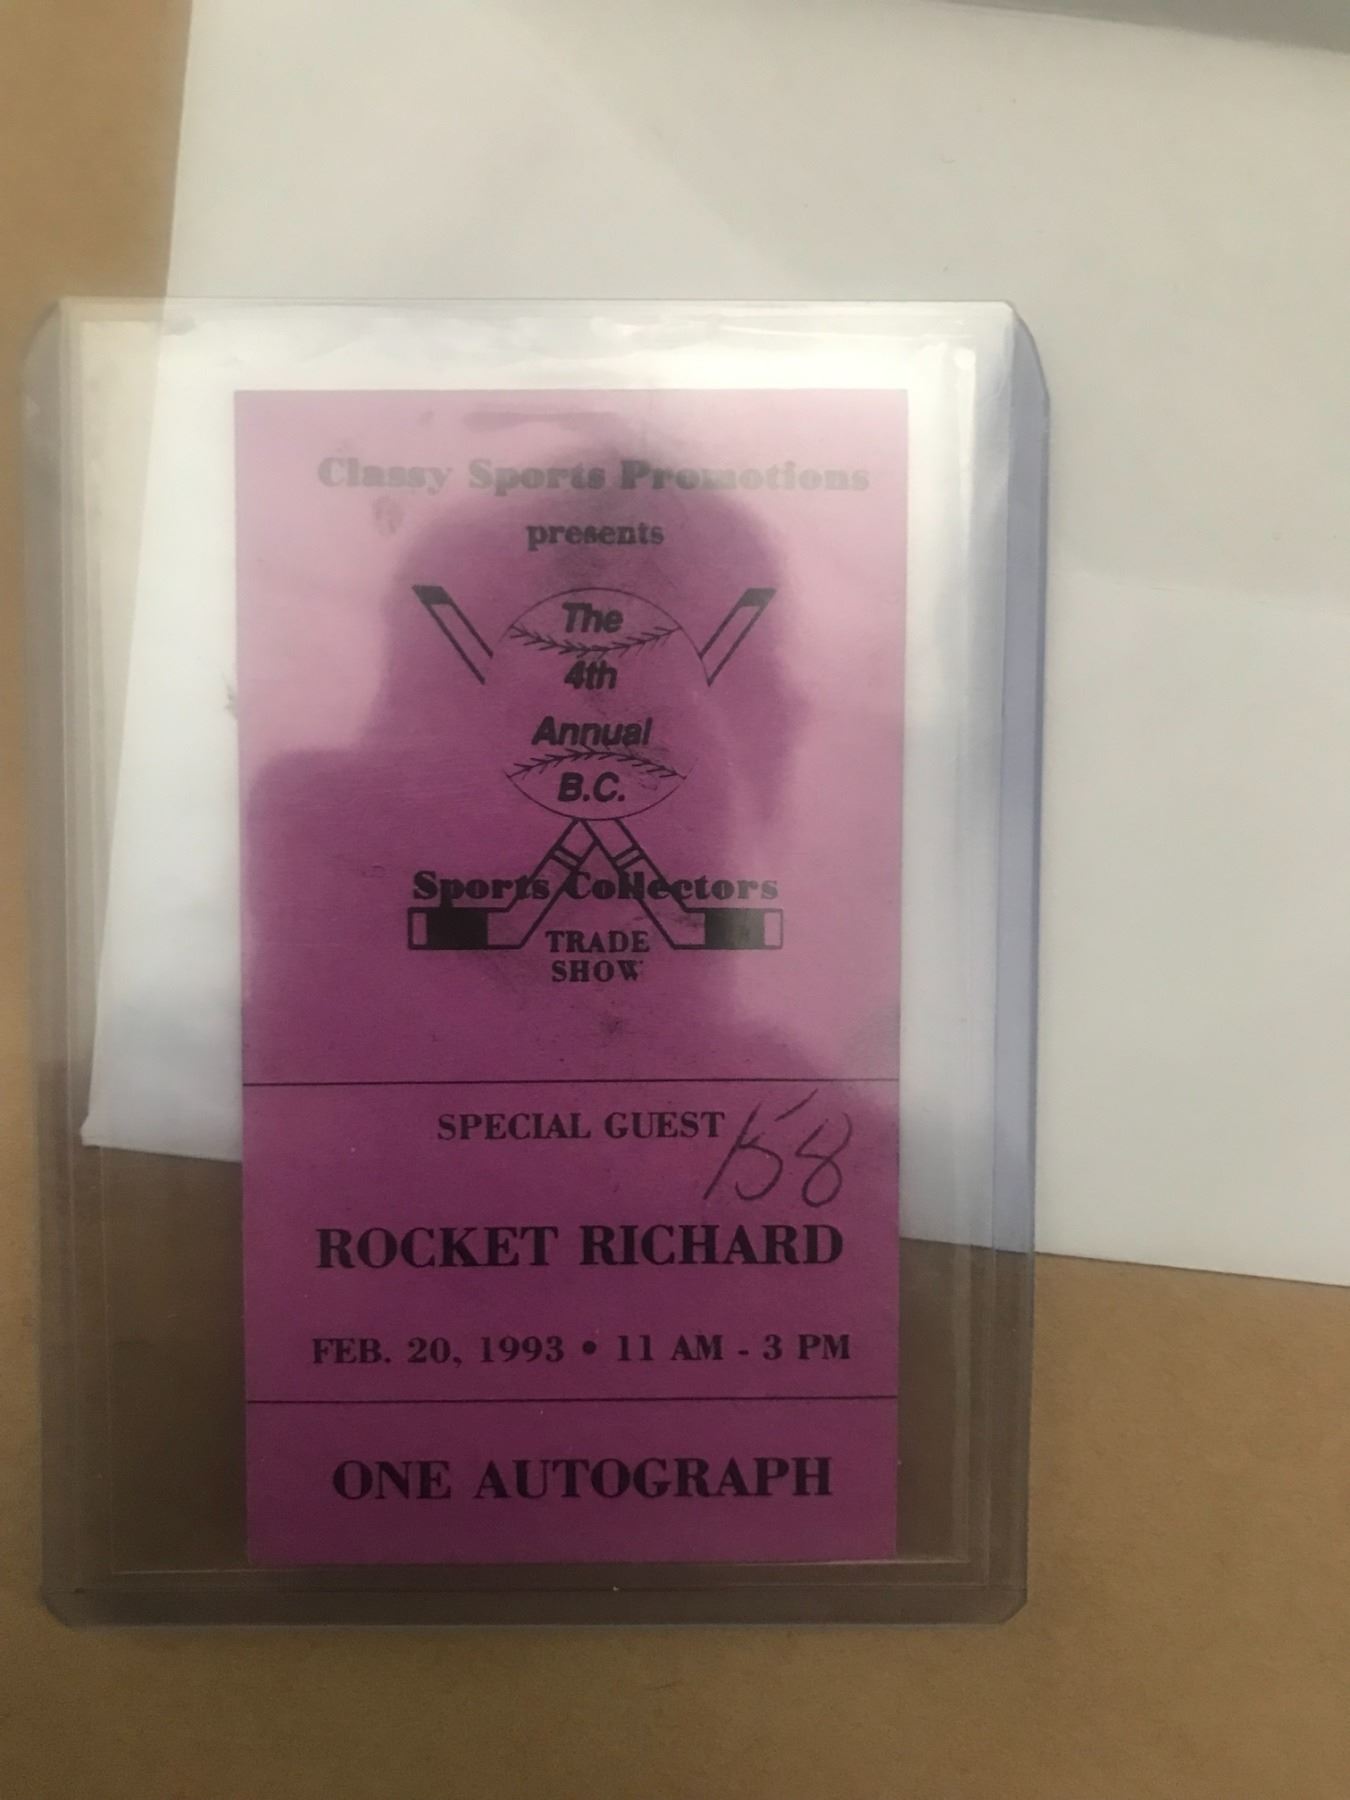 Classy Sports Promotions
presents
The
4th
Annual
B.C.
Sports Collectors
TRADE
SHOW
SPECIAL GUEST
158
ROCKET RICHARD
FEB. 20, 1993 • 11 AM - 3 PM
ONE AUTOGRAPH